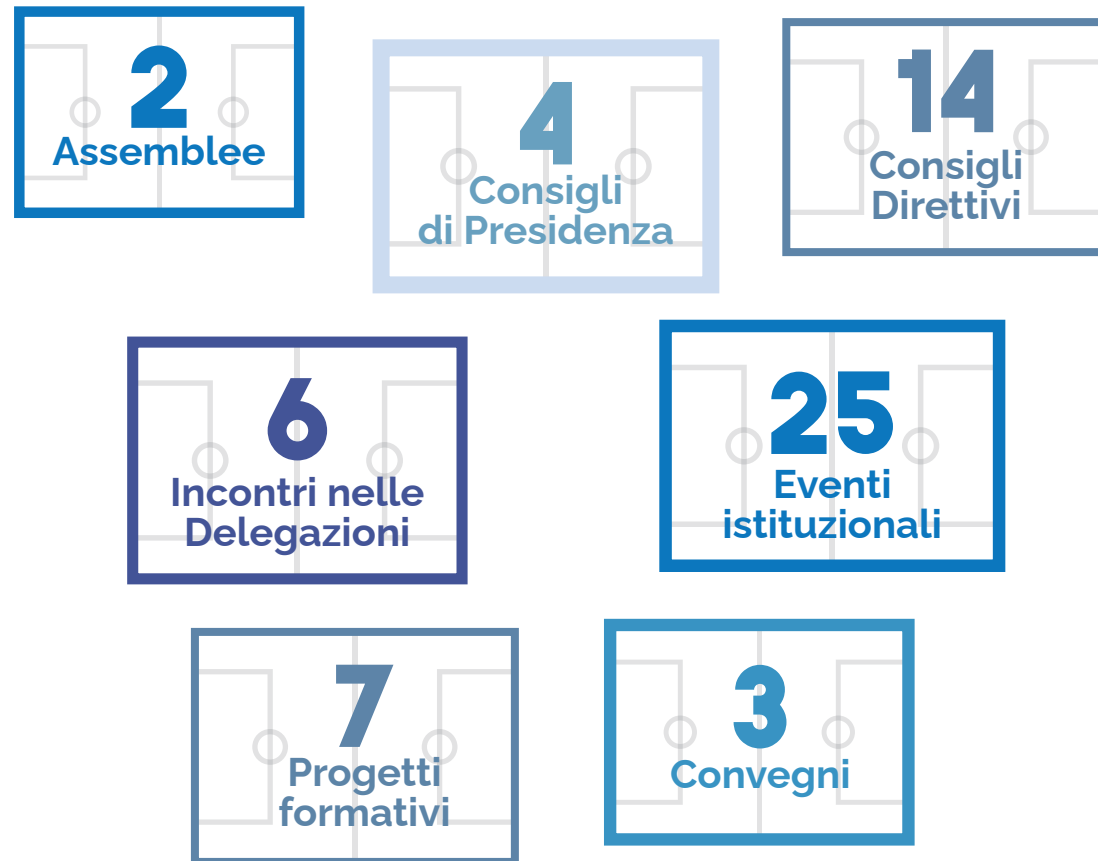 2
Assemblee
4
Consigli
di Presidenza
14
Consigli
Direttivi
6
Incontri nelle
Delegazioni
25
Eventi
istituzionali
7
Progetti
formativi
3
Convegni